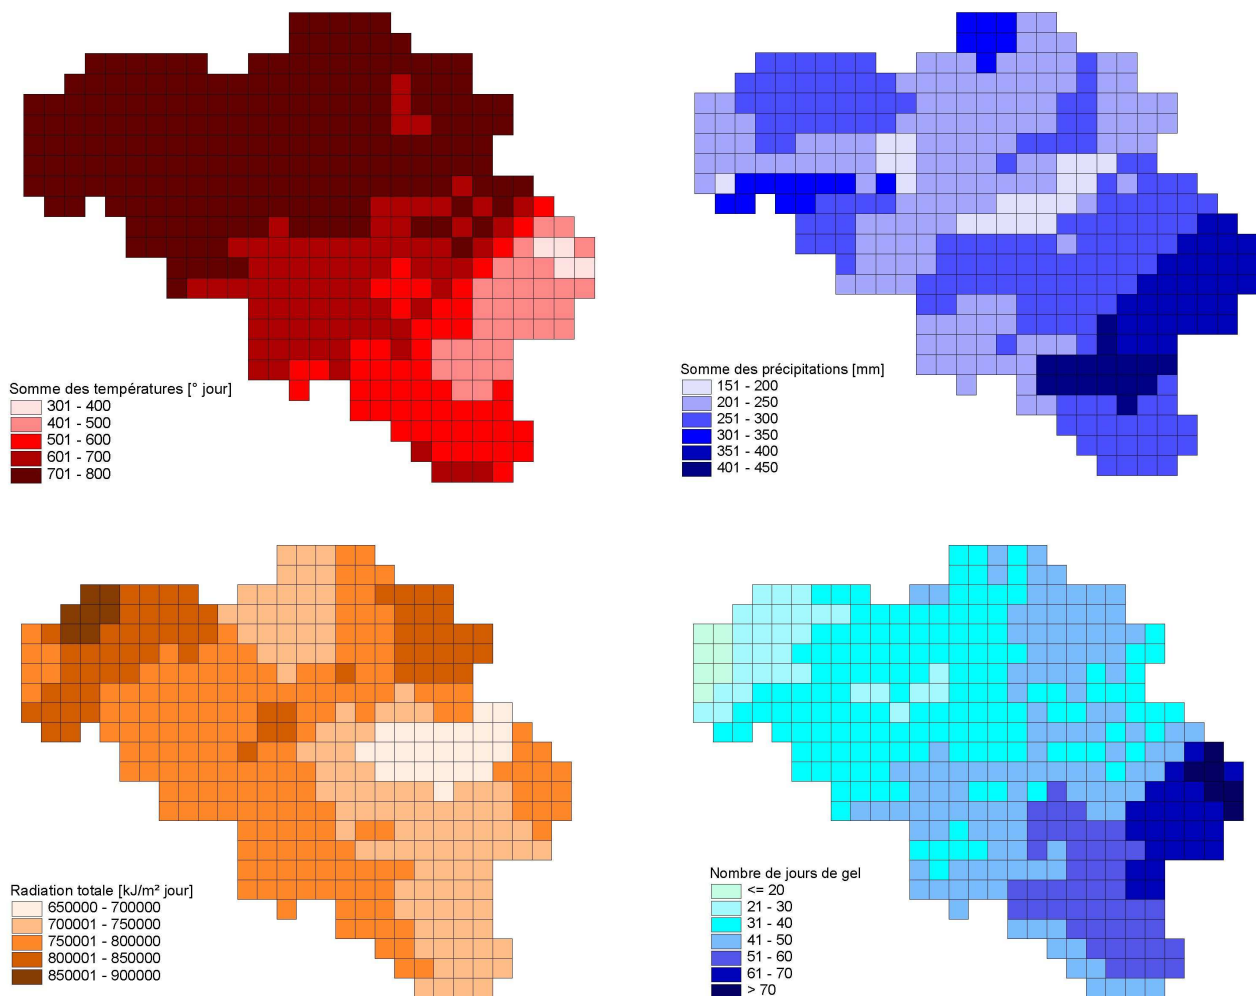 Somme des températures [° jour]
301 - 400
401 - 500
501 - 600
601 - 700
701 - 800
Somme des précipitations [mm]
151 - 200
201 - 250
251 - 300
301 - 350
351 - 400
401 - 450
Radiation totale [kJ/m² jour]
650000 - 700000
700001 - 750000
750001 - 800000
800001 - 850000
850001 - 900000
Nombre de jours de gel
<= 20
21 - 30
31 - 40
41 - 50
51 - 60
61 - 70
> 70